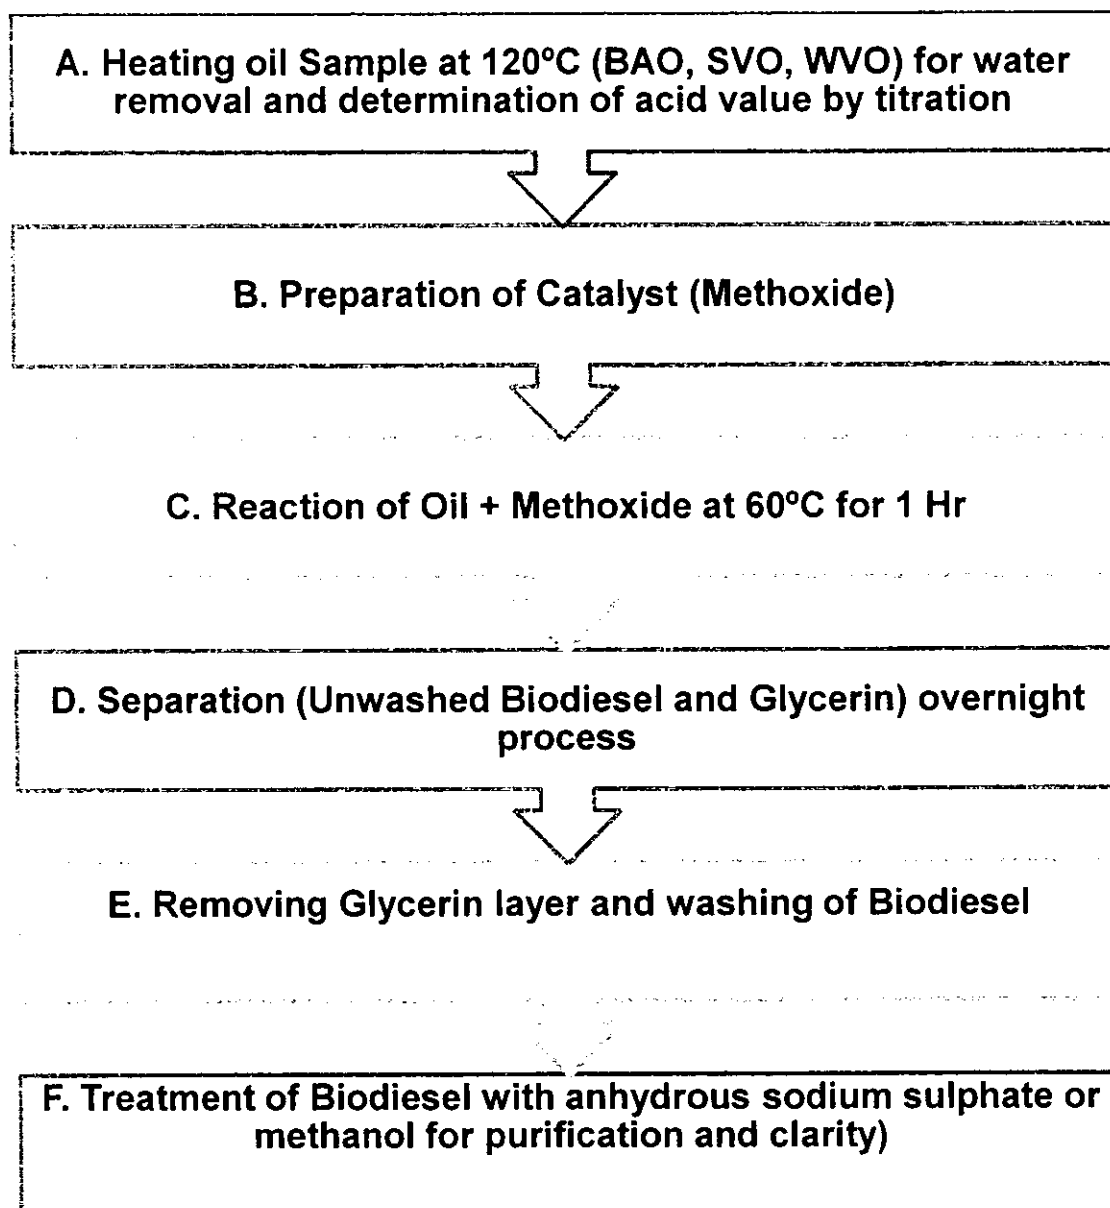 A. Heating oil Sample at 120ºC (BAO, SVO, WVO) for water
removal and determination of acid value by titration
B. Preparation of Catalyst (Methoxide)
C. Reaction of Oil + Methoxide at 60ºC for 1 Hr
D. Separation (Unwashed Biodiesel and Glycerin) overnight
process
E. Removing Glycerin layer and washing of Biodiesel
F. Treatment of Biodiesel with anhydrous sodium sulphate or
methanol for purification and clarity)